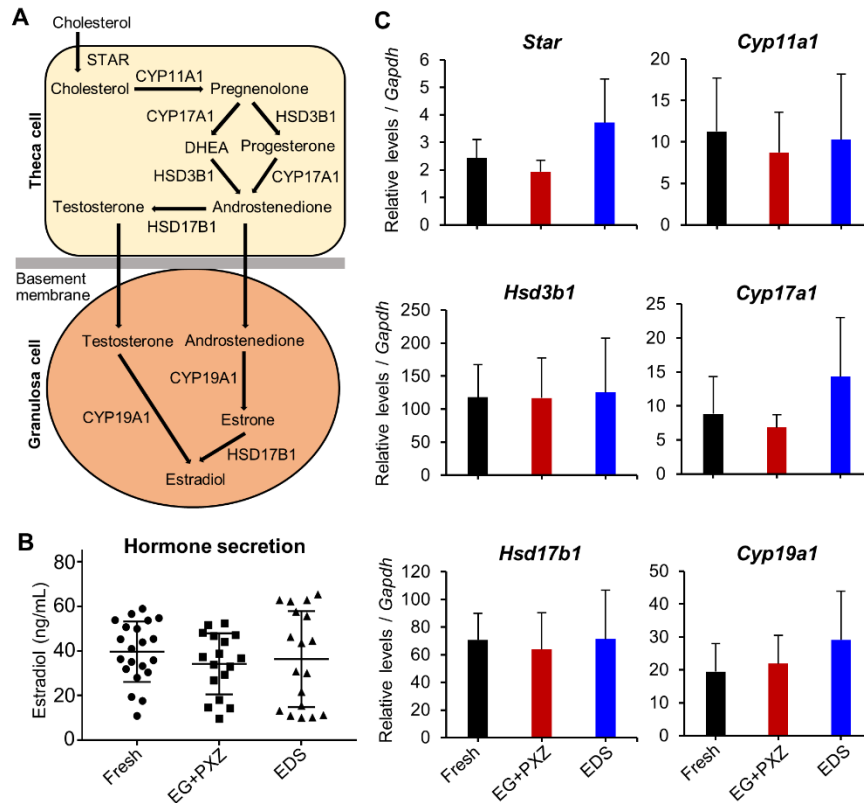 A
Cholesterol
STAR
CYP11A1
Cholesterol
Pregnenolone
CYP17A1
HSD3B1
DHEA
Progesterone
HSD3B1
CYP17A1
Testosterone
Androstenedione
HSD17B1
Theca cell
Basement
membrane
Testosterone
Androstenedione
CYP19A1
CYP19A1
Estrone
HSD17B1
Estradiol
Granulosa cell
B
Hormone secretion
Estradiol (ng/mL)
80
60
40
20
0
Fresh
EG+PXZ
EDS
C
Star
Relative levels / Gapdh
6
5
4
3
2
1
0
Cyp11a1
20
15
10
5
0
Hsd3b1
Relative levels / Gapdh
250
200
150
100
50
0
Cyp17a1
25
20
15
10
5
0
Hsd17b1
Relative levels / Gapdh
120
100
80
60
40
20
0
Fresh
EG+PXZ
EDS
Cyp19a1
50
40
30
20
10
0
Fresh
EG+PXZ
EDS